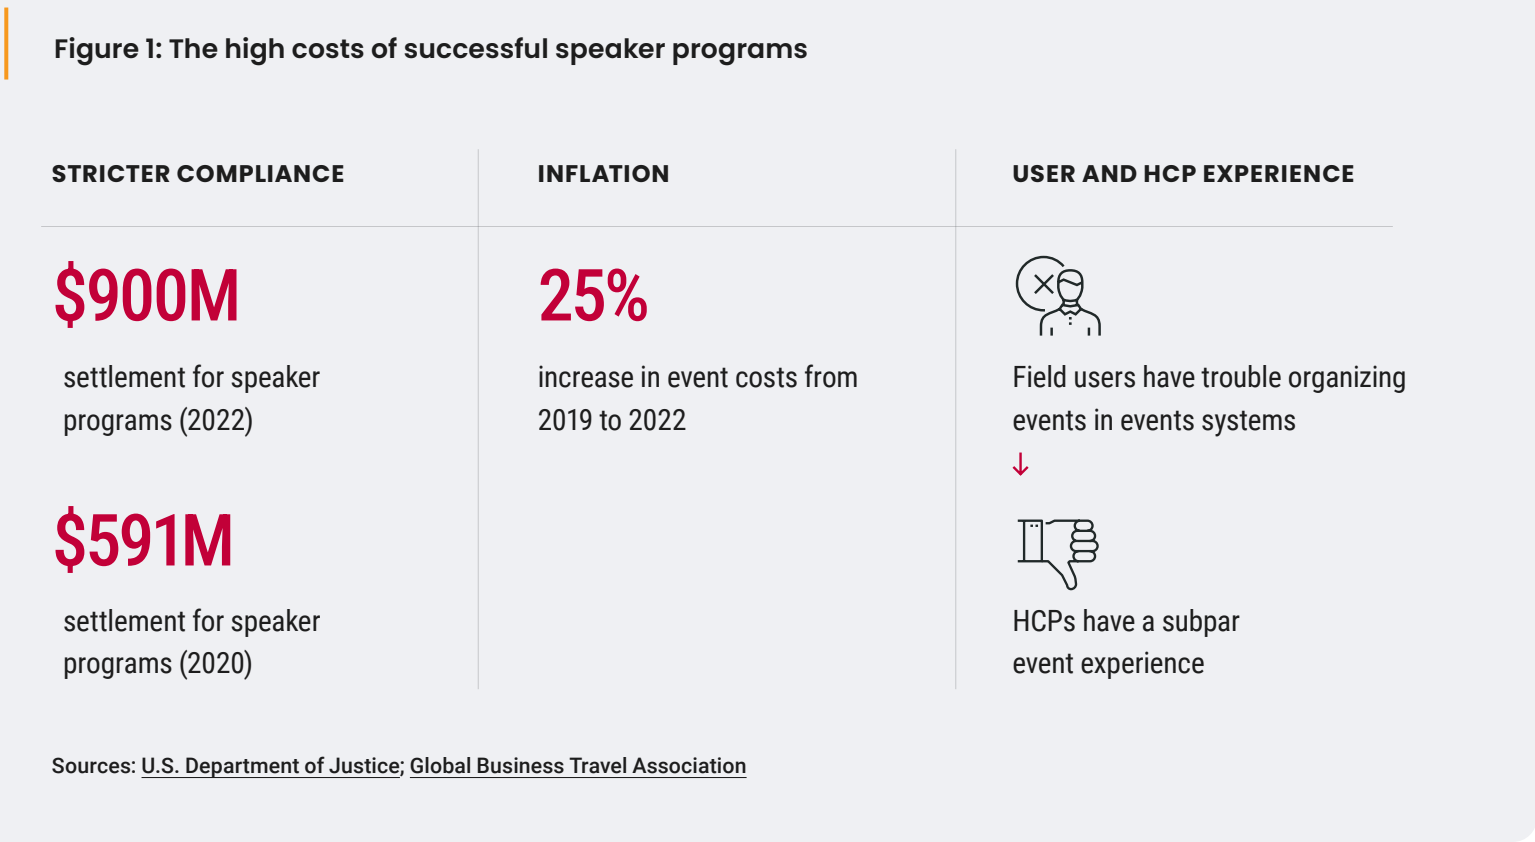 Figure 1: The high costs of successful speaker programs
STRICTER COMPLIANCE
$900M
settlement for speaker
programs (2022)
$591M
settlement for speaker
programs (2020)
INFLATION
25%
increase in event costs from
2019 to 2022
USER AND HCP EXPERIENCE
Field users have trouble organizing
events in events systems
↓
HCPs have a subpar
event experience
Sources: U.S. Department of Justice; Global Business Travel Association